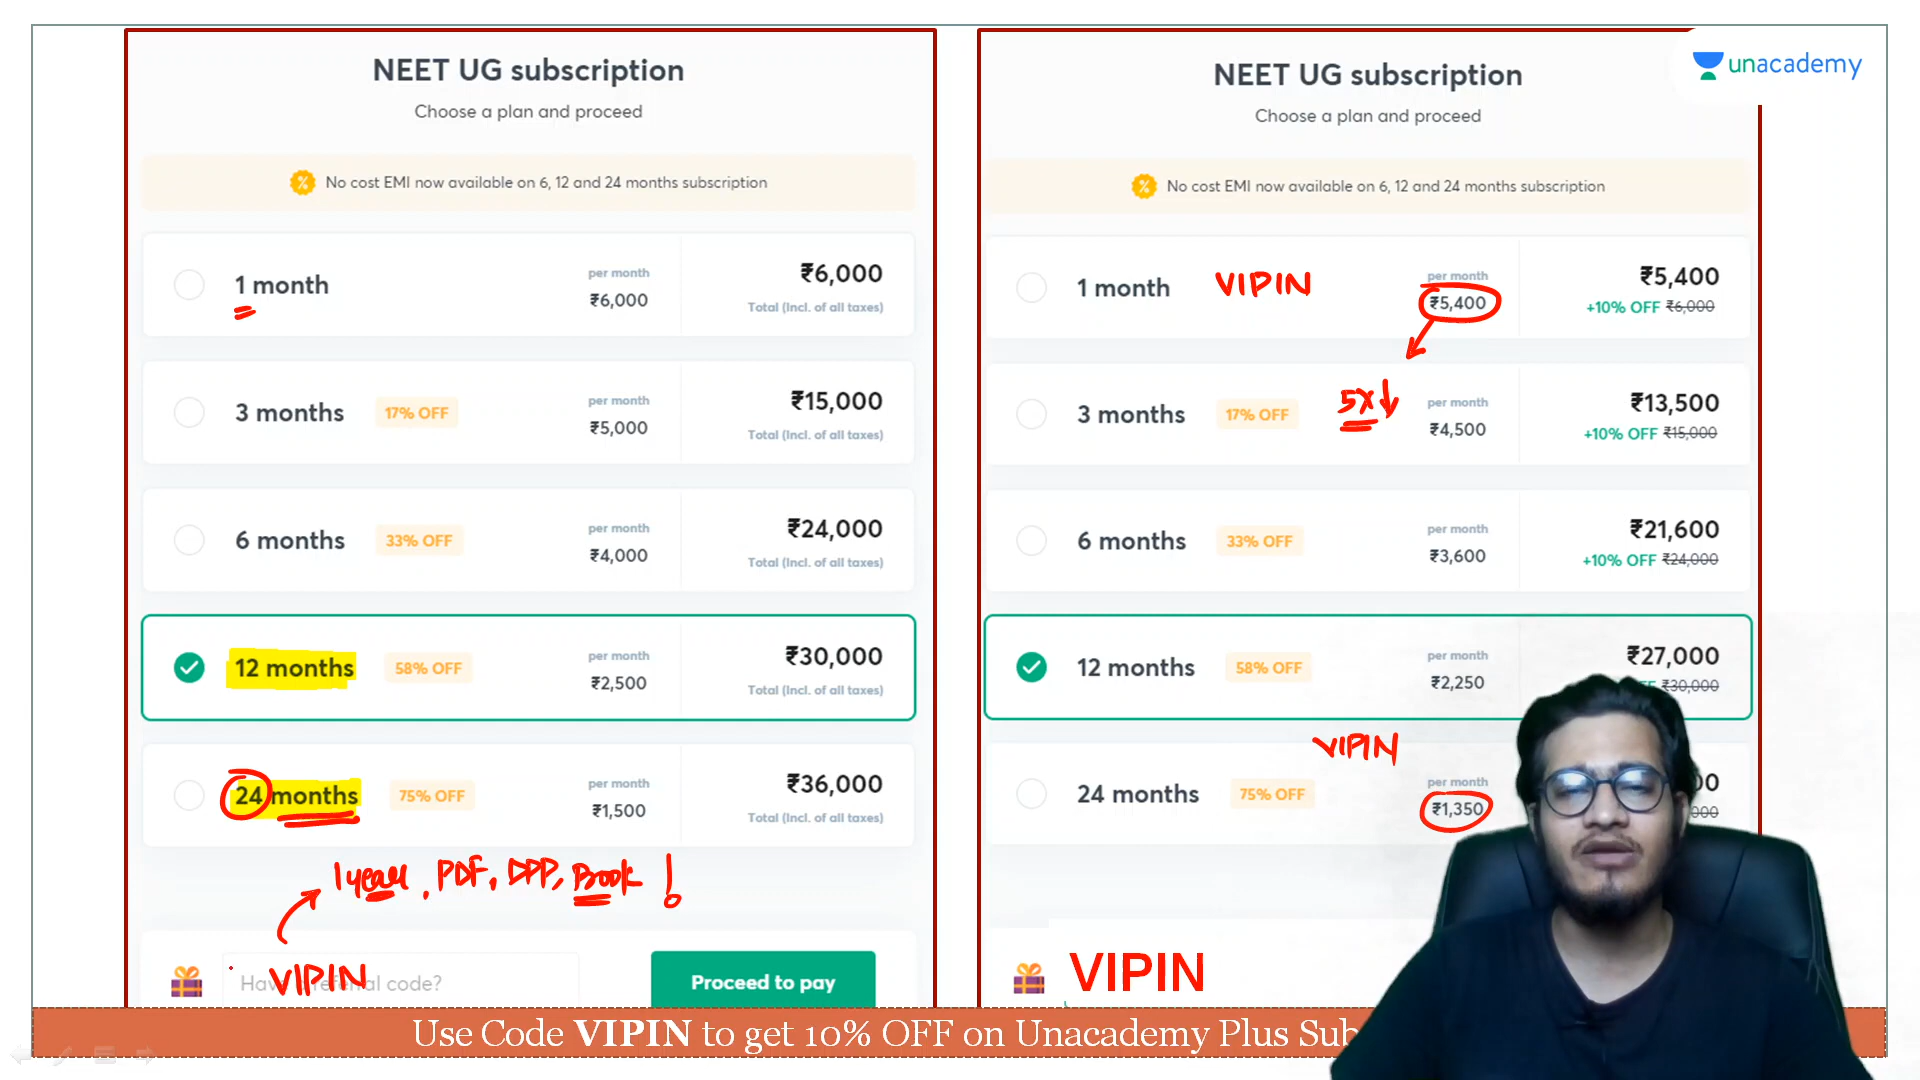 NEET UG subscription
Choose a plan and proceed
No cost EMI now available on 6, 12 and 24 months subscription
1 month
per month
₹6,000
₹6,000
Total (Incl. of all taxes)
3 months
17% OFF
per month
₹5,000
₹15,000
Total (Incl. of all taxes)
6 months
33% OFF
per month
₹4,000
₹24,000
Total (Incl. of all taxes)
12 months
58% OFF
per month
₹2,500
₹30,000
Total (Incl. of all taxes)
24 months
75% OFF
per month
₹1,500
₹36,000
Total (Incl. of all taxes)
1 year, PDF, DPP, Book !
VIPIN
Have a referral code?
Proceed to pay
unacademy
NEET UG subscription
Choose a plan and proceed
No cost EMI now available on 6, 12 and 24 months subscription
1 month
VIPIN
per month
₹5,400
₹5,400
+10% OFF ₹6,000
3 months
17% OFF
5X↓
per month
₹4,500
₹13,500
+10% OFF ₹15,000
6 months
33% OFF
per month
₹3,600
₹21,600
+10% OFF ₹24,000
12 months
58% OFF
per month
₹2,250
₹27,000
₹30,000
VIPIN
24 months
75% OFF
per month
₹1,350
VIPIN
Use Code VIPIN to get 10% OFF on Unacademy Plus